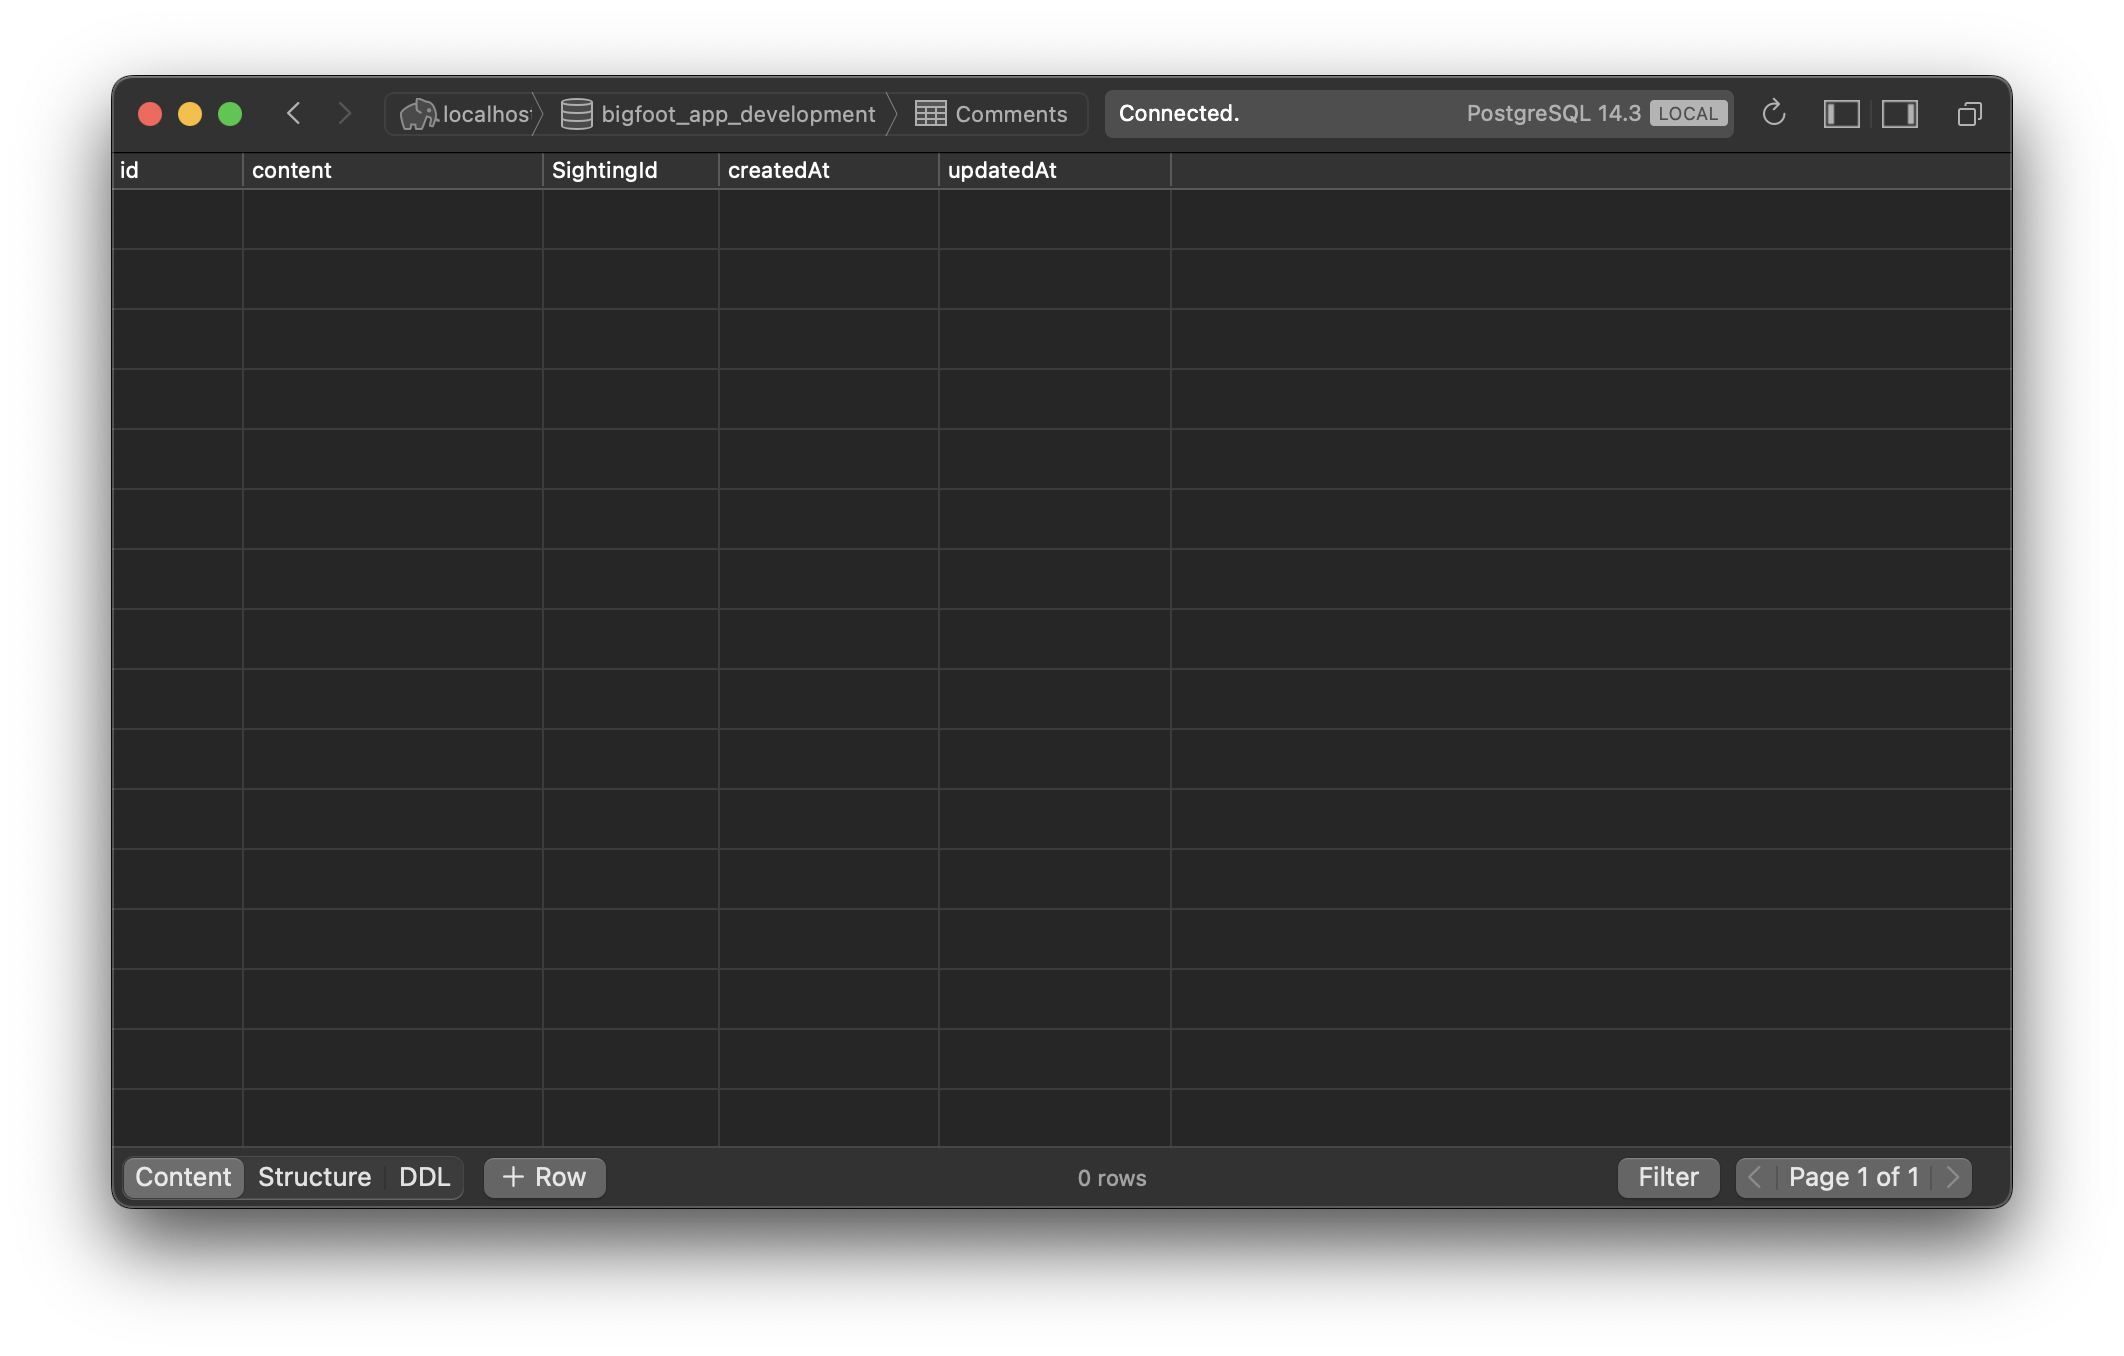 localhos bigfoot_app_development Comments Connected. PostgreSQL 14.3 LOCAL
id content SightingId createdAt updatedAt
Content Structure DDL + Row 0 rows Filter Page 1 of 1